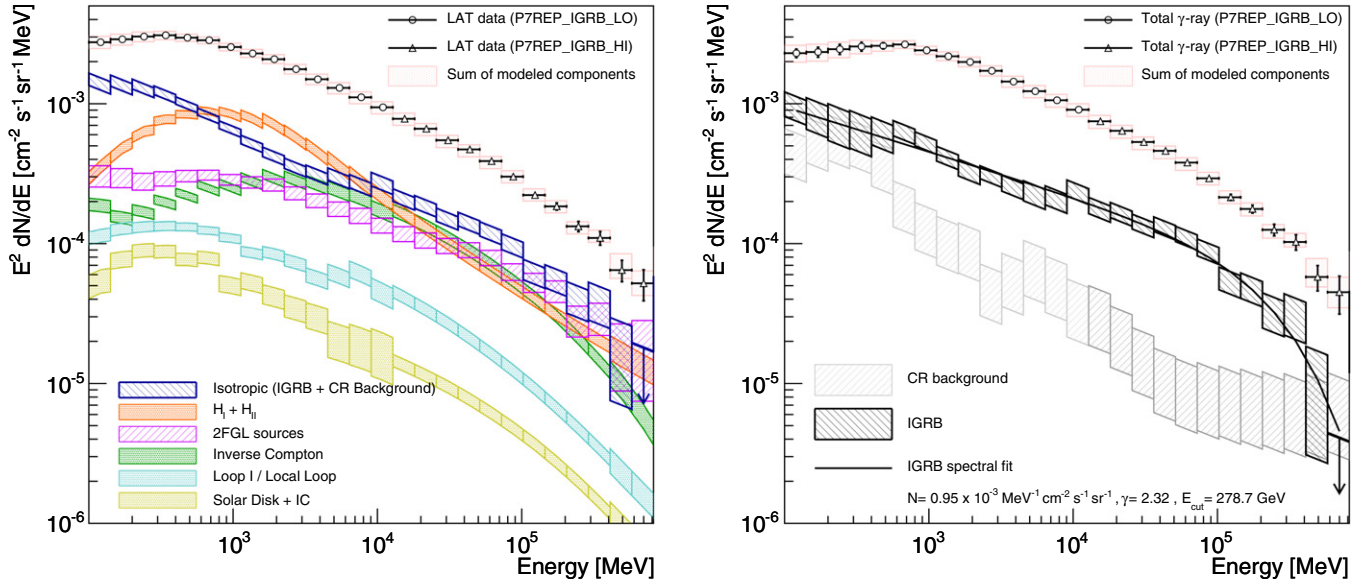 LAT data (P7REP_IGRB_LO)
LAT data (P7REP_IGRB_HI)
Sum of modeled components
E² dN/dE [cm⁻² s⁻¹ sr⁻¹ MeV]
10⁻³
10⁻⁴
10⁻⁵
10⁻⁶
Isotropic (IGRB + CR Background)
H_I + H_II
2FGL sources
Inverse Compton
Loop I / Local Loop
Solar Disk + IC
10³
10⁴
10⁵
Energy [MeV]
Total γ-ray (P7REP_IGRB_LO)
Total γ-ray (P7REP_IGRB_HI)
Sum of modeled components
E² dN/dE [cm⁻² s⁻¹ sr⁻¹ MeV]
10⁻³
10⁻⁴
10⁻⁵
10⁻⁶
CR background
IGRB
IGRB spectral fit
N= 0.95 x 10⁻³ MeV⁻¹ cm⁻² s⁻¹ sr⁻¹ , γ= 2.32 , E_cut = 278.7 GeV
10³
10⁴
10⁵
Energy [MeV]